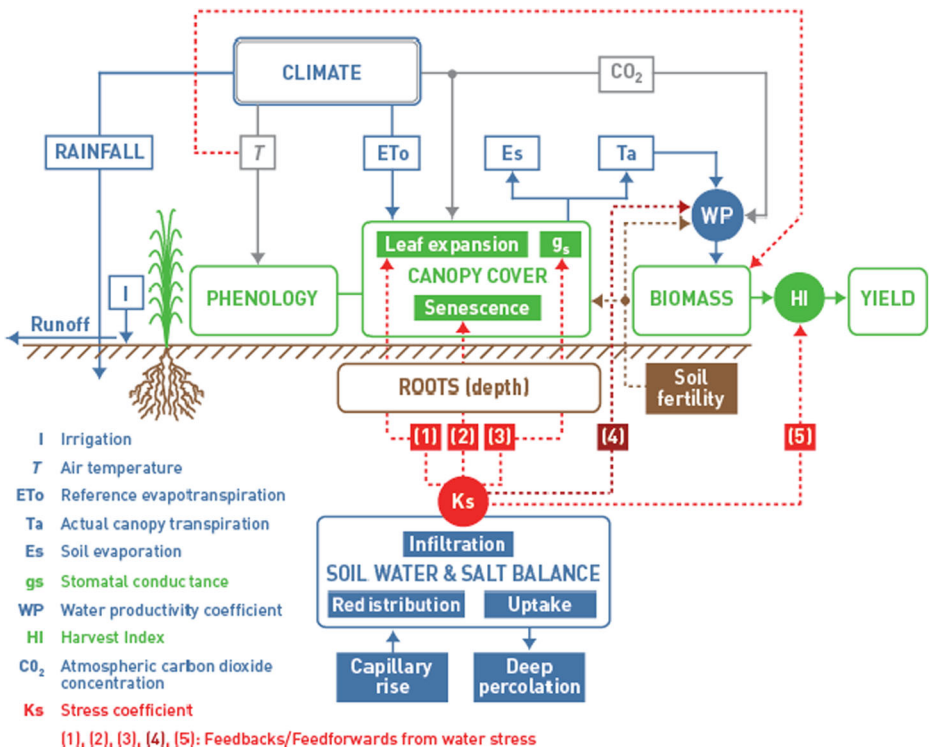 CLIMATE
CO₂
RAINFALL
T
ETo
Es
Ta
WP
Leaf expansion
gs
CANOPY COVER
Senescence
I
PHENOLOGY
BIOMASS
HI
YIELD
Runoff
ROOTS (depth)
Soil
fertility
(1)
(2)
(3)
(4)
(5)
Ks
Infiltration
SOIL WATER & SALT BALANCE
Redistribution
Uptake
Capillary
rise
Deep
percolation
I Irrigation
T Air temperature
ETo Reference evapotranspiration
Ta Actual canopy transpiration
Es Soil evaporation
gs Stomatal conductance
WP Water productivity coefficient
HI Harvest Index
CO₂ Atmospheric carbon dioxide
concentration
Ks Stress coefficient
(1), (2), (3), (4), (5): Feedbacks/Feedforwards from water stress